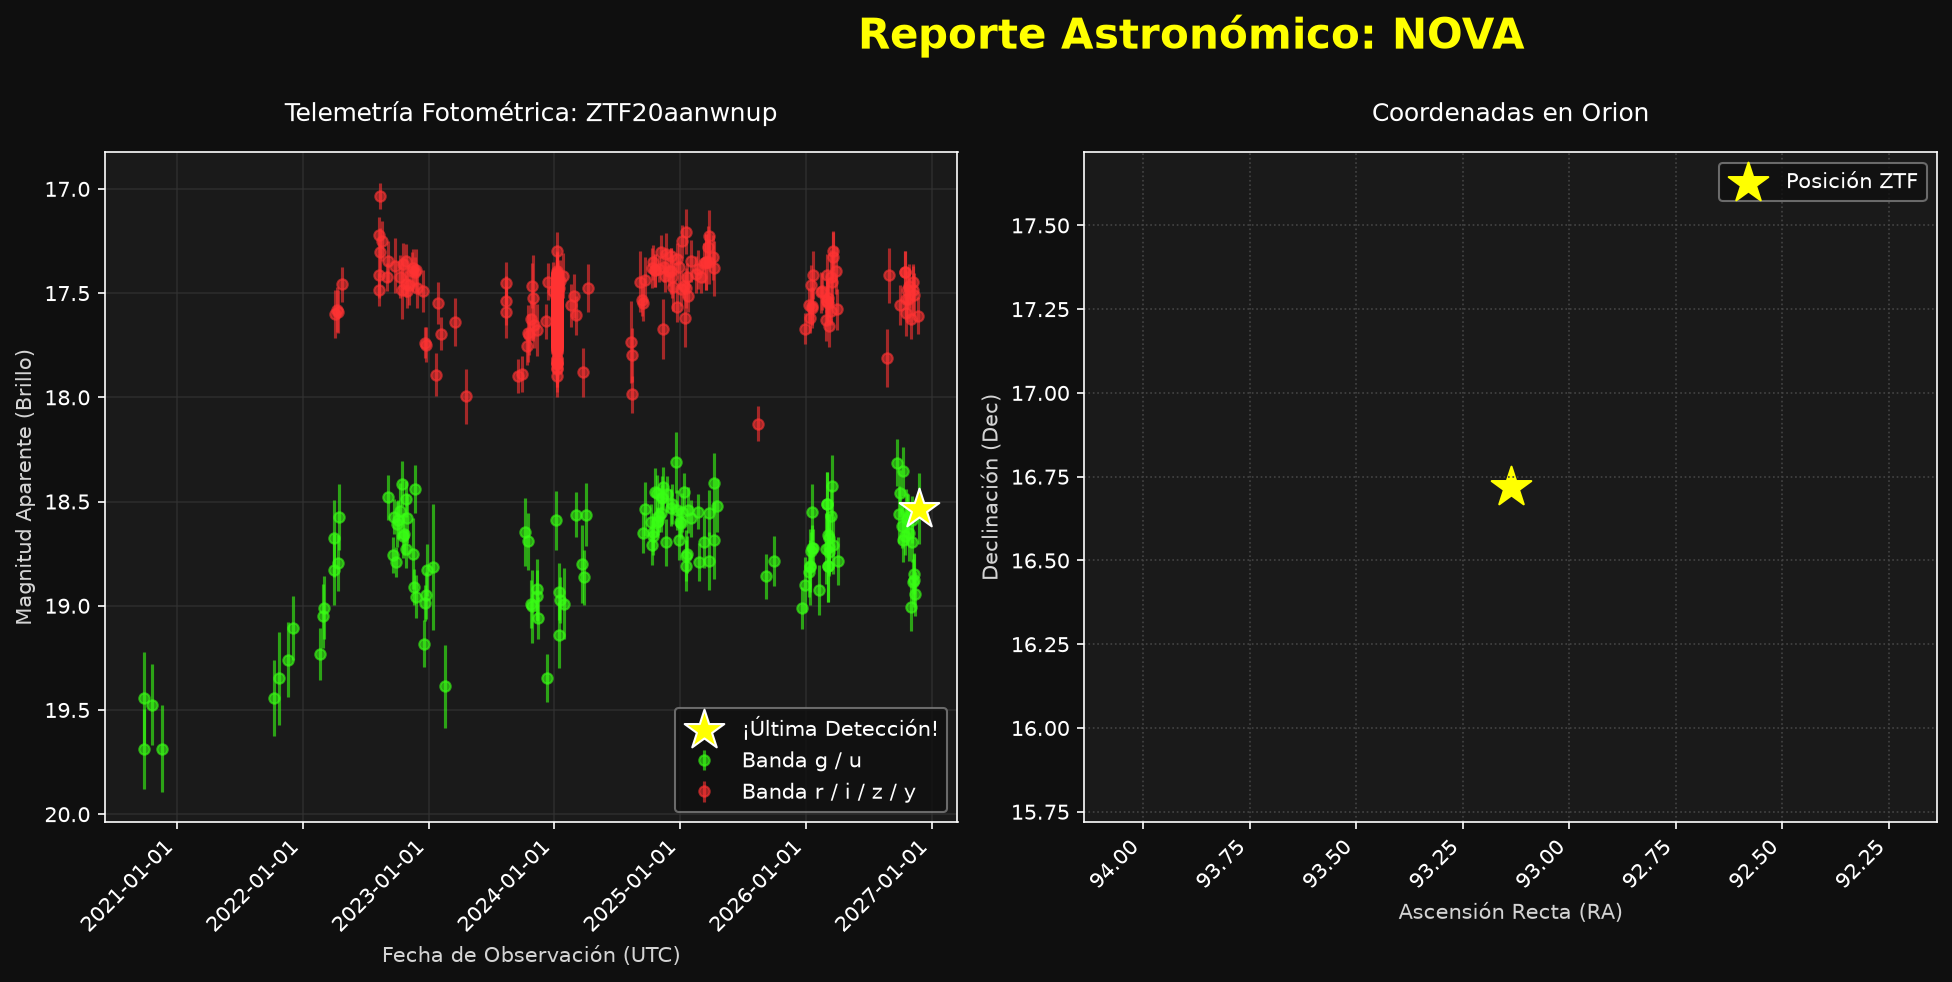 Reporte Astronómico: NOVA
Telemetría Fotométrica: ZTF20aanwnup
Magnitud Aparente (Brillo)
17.0
17.5
18.0
18.5
19.0
19.5
20.0
¡Última Detección!
Banda g / u
Banda r / i / z / y
2021-01-01
2022-01-01
2023-01-01
2024-01-01
2025-01-01
2026-01-01
2027-01-01
Fecha de Observación (UTC)
Coordenadas en Orion
Declinación (Dec)
Posición ZTF
17.50
17.25
17.00
16.75
16.50
16.25
16.00
15.75
94.00
93.75
93.50
93.25
93.00
92.75
92.50
92.25
Ascensión Recta (RA)